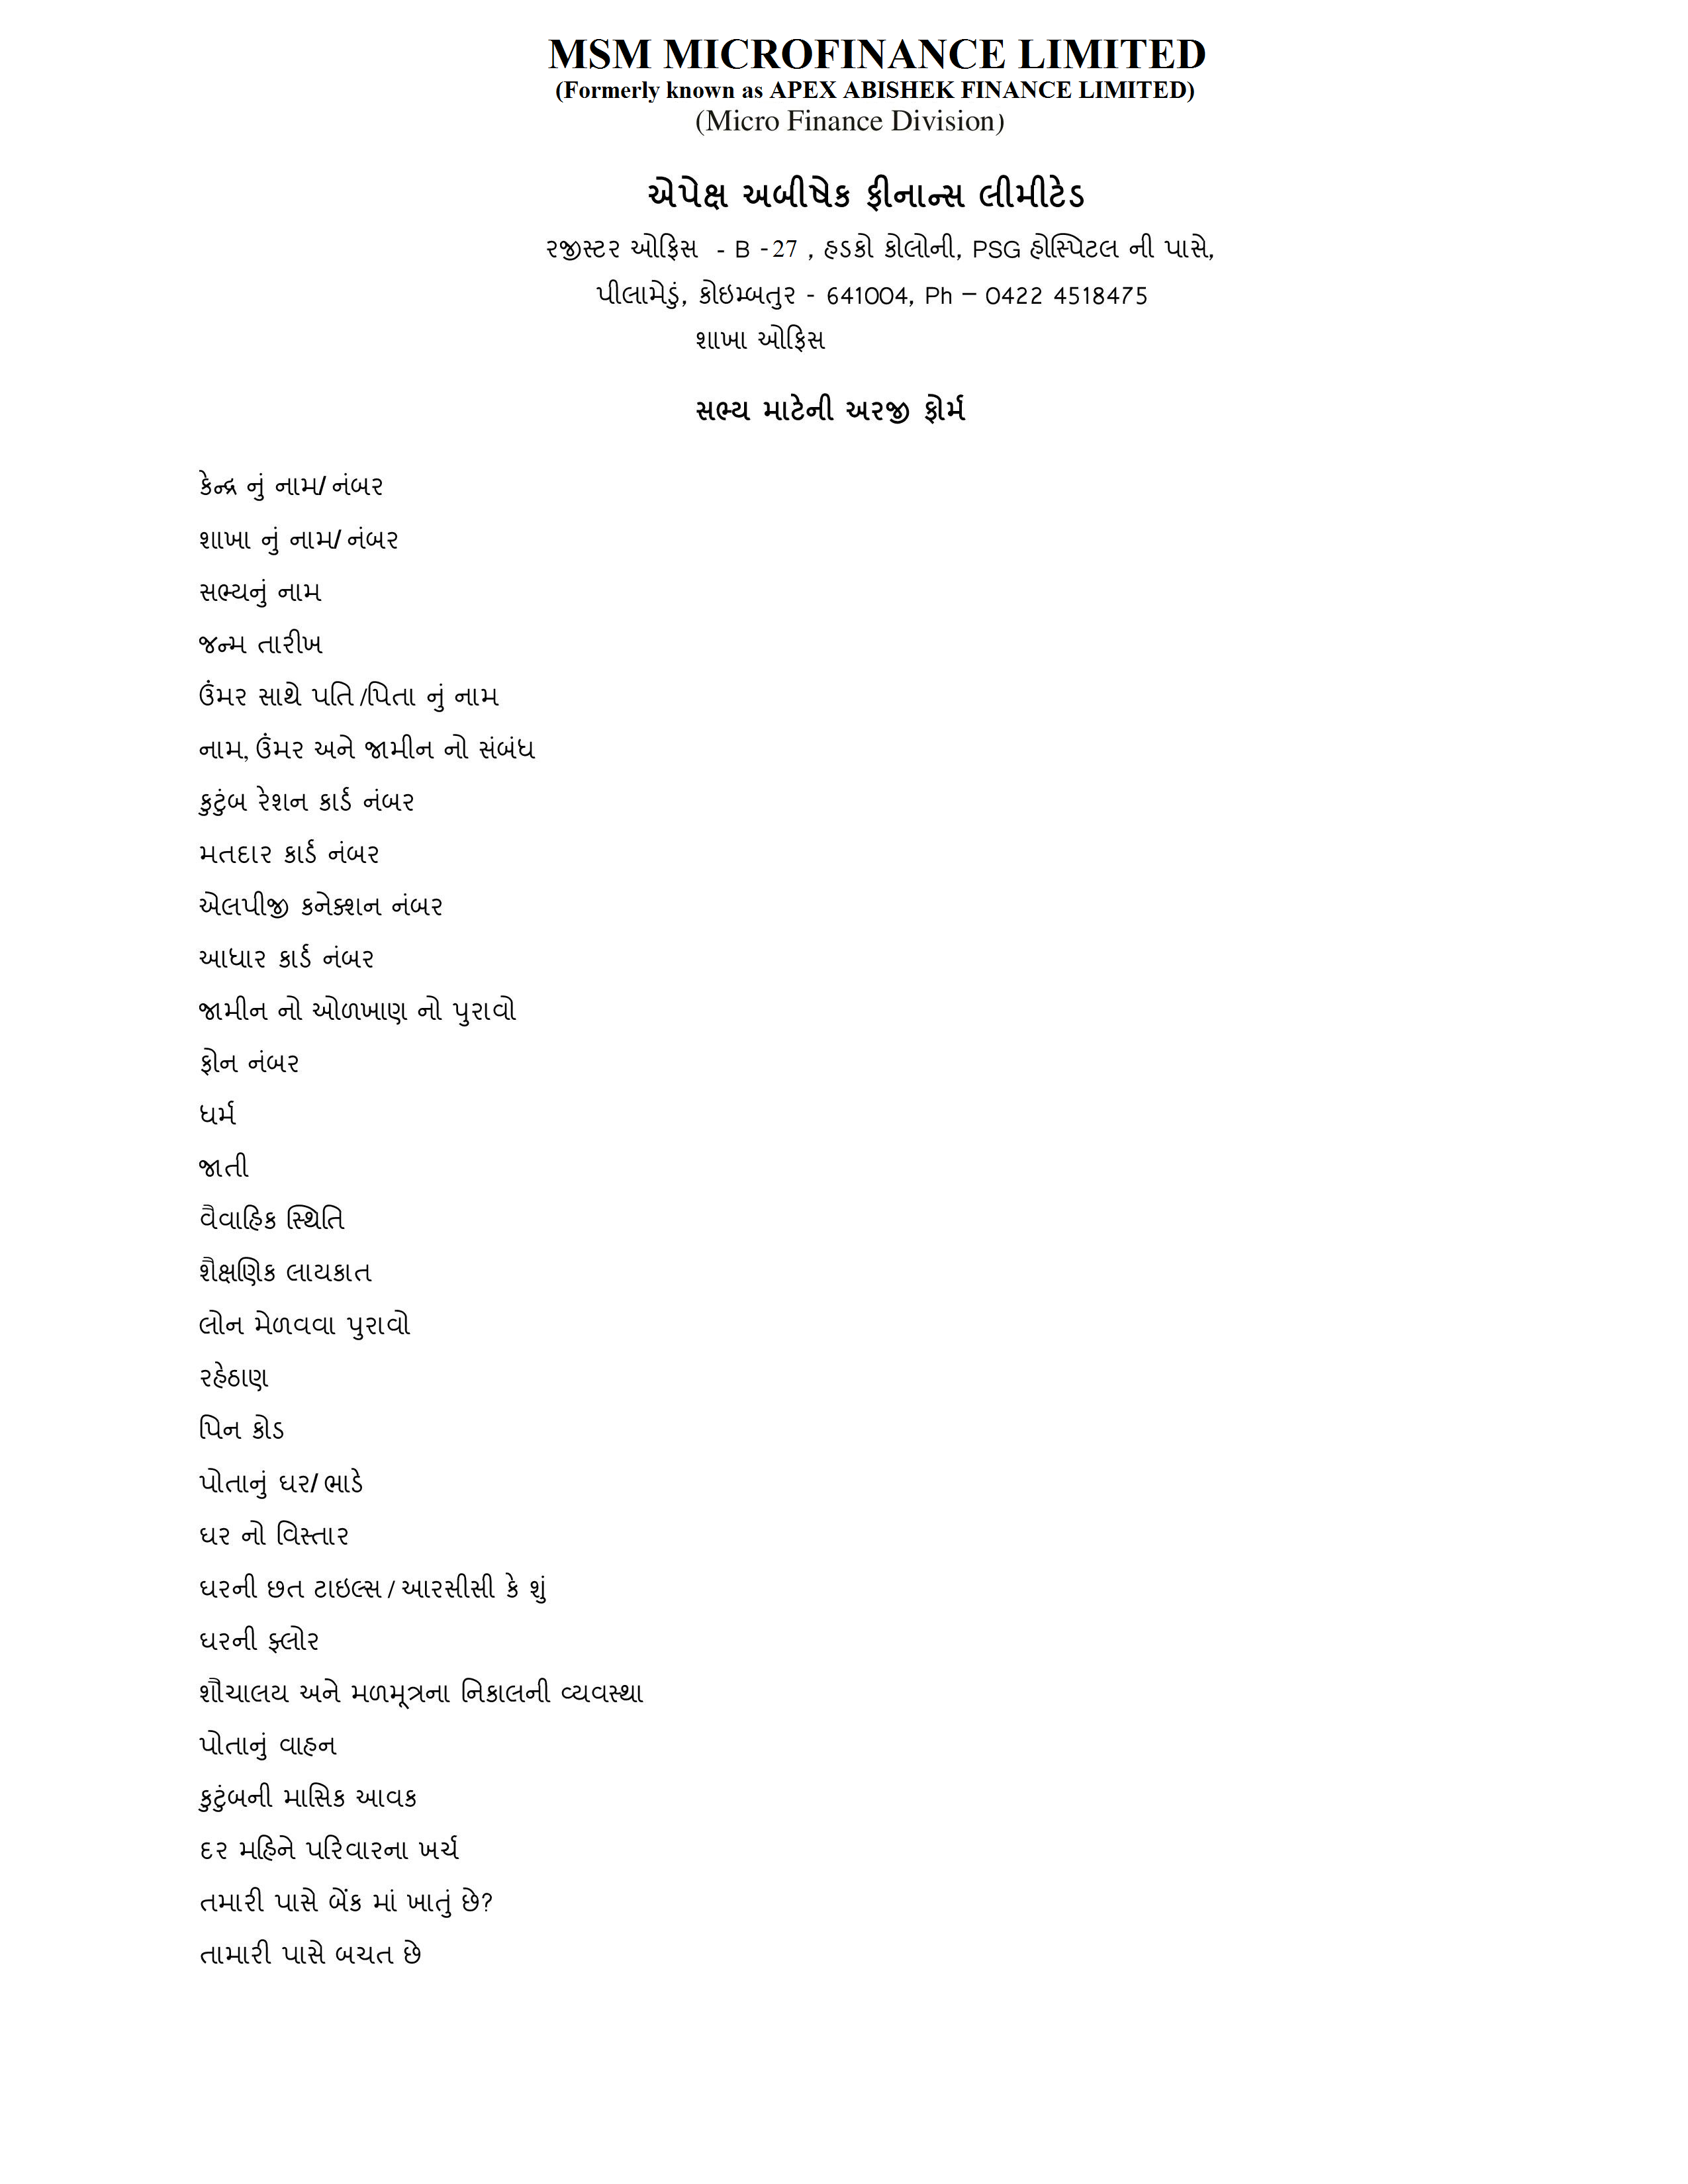 MSM MICROFINANCE LIMITED
(Formerly known as APEX ABISHEK FINANCE LIMITED)
(Micro Finance Division)
એપેક્ષ અબીષેક ફીનાન્સ લીમીટેડ
રજીસ્ટર ઓફિસ - B -27 , હડકો કોલોની, PSG હોસ્પિટલ ની પાસે,
પીલામેડું, કોઇમ્બતુર - 641004, Ph – 0422 4518475
શાખા ઓફિસ
સભ્ય માટેની અરજી ફોર્મ
કેન્દ્ર નું નામ/ નંબર
શાખા નું નામ/ નંબર
સભ્યનું નામ
જન્મ તારીખ
ઉંમર સાથે પતિ /પિતા નું નામ
નામ, ઉંમર અને જામીન નો સંબંધ
કુટુંબ રેશન કાર્ડ નંબર
મતદાર કાર્ડ નંબર
એલપીજી કનેક્શન નંબર
આધાર કાર્ડ નંબર
જામીન નો ઓળખાણ નો પુરાવો
ફોન નંબર
ધર્મ
જાતી
વૈવાહિક સ્થિતિ
શૈક્ષણિક લાયકાત
લોન મેળવવા પુરાવો
રહેઠાણ
પિન કોડ
પોતાનું ઘર/ ભાડે
ઘર નો વિસ્તાર
ઘરની છત ટાઇલ્સ / આરસીસી કે શું
ઘરની ફ્લોર
શૌચાલય અને મળમૂત્રના નિકાલની વ્યવસ્થા
પોતાનું વાહન
કુટુંબની માસિક આવક
દર મહિને પરિવારના ખર્ચ
તમારી પાસે બેંક માં ખાતું છે?
તામારી પાસે બચત છે